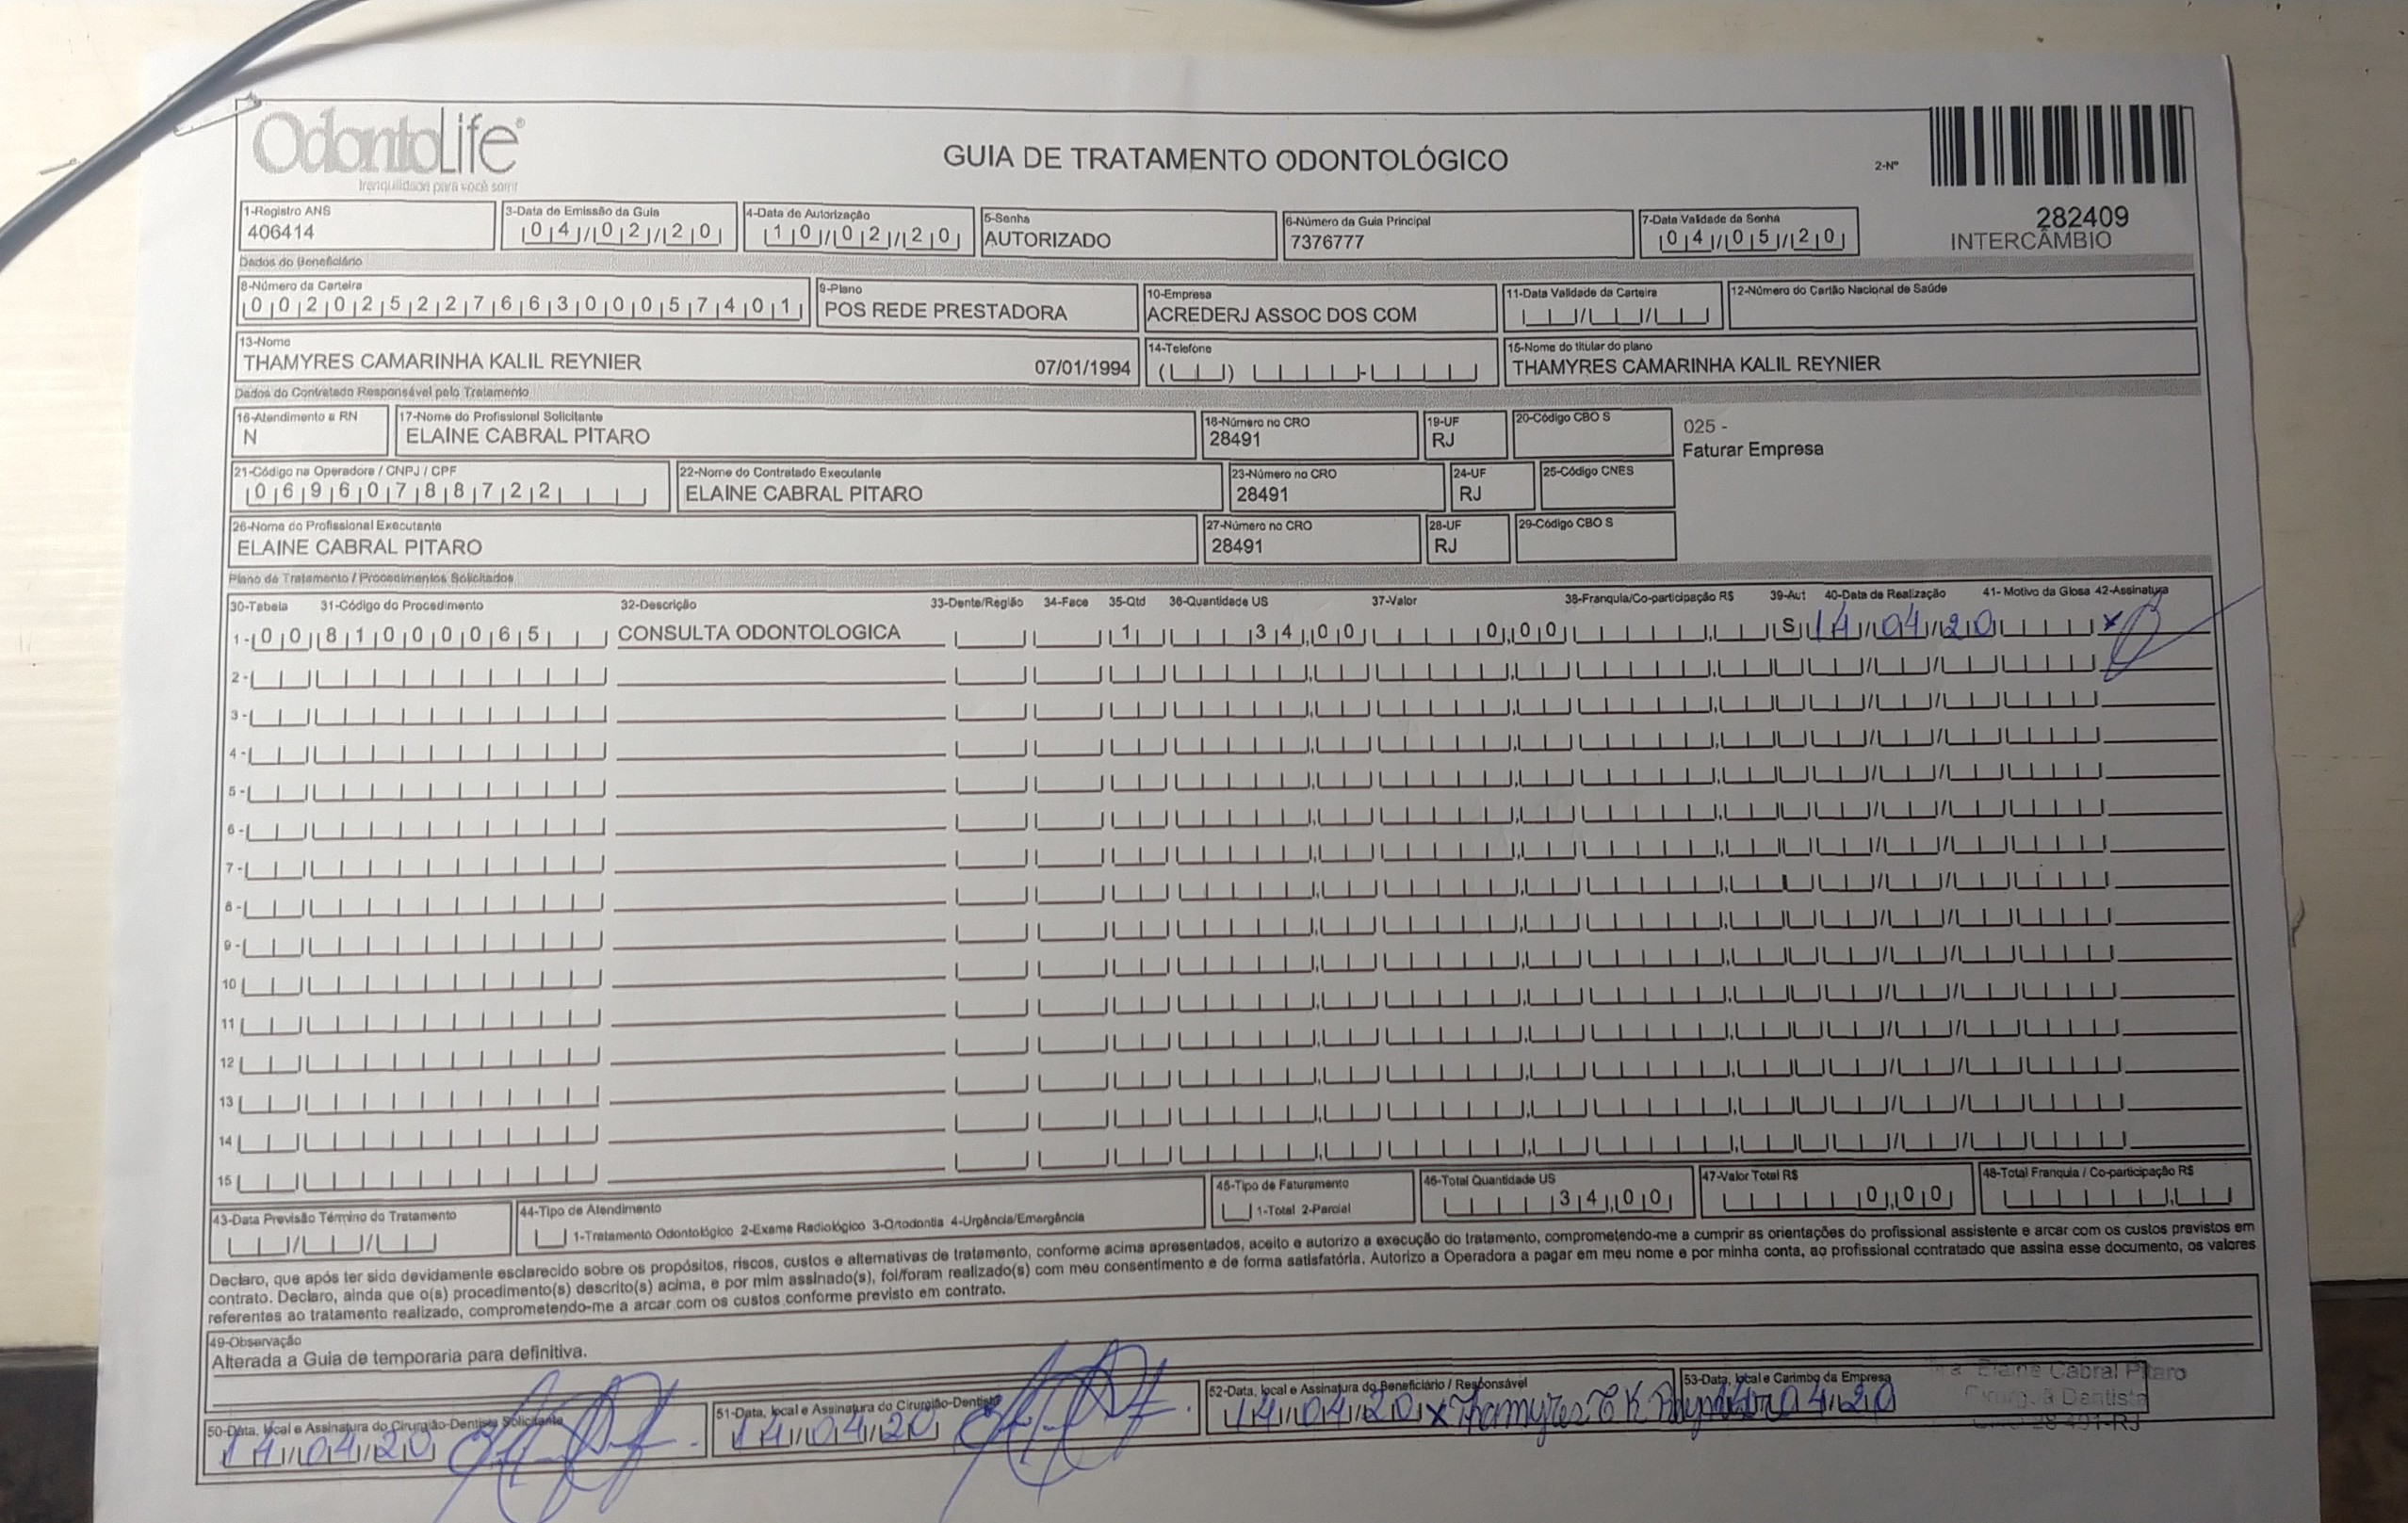 OdontoLife®
tranquilidade para você sorrir
GUIA DE TRATAMENTO ODONTOLÓGICO
2-Nº
282409
INTERCÂMBIO
1-Registro ANS
406414
3-Data de Emissão da Guia
04/02/20
4-Data de Autorização
10/02/20
5-Senha
AUTORIZADO
6-Número da Guia Principal
7376777
7-Data Validade da Senha
04/05/20
Dados do Beneficiário
8-Número da Carteira
00202522766300057401
9-Plano
POS REDE PRESTADORA
10-Empresa
ACREDERJ ASSOC DOS COM
11-Data Validade da Carteira
12-Número do Cartão Nacional de Saúde
13-Nome
THAMYRES CAMARINHA KALIL REYNIER 07/01/1994
14-Telefone
15-Nome do titular do plano
THAMYRES CAMARINHA KALIL REYNIER
Dados do Contratado Responsável pelo Tratamento
16-Atendimento a RN
N
17-Nome do Profissional Solicitante
ELAINE CABRAL PITARO
18-Número no CRO
28491
19-UF
RJ
20-Código CBO S
025 -
Faturar Empresa
21-Código na Operadora / CNPJ / CPF
06960788722
22-Nome do Contratado Executante
ELAINE CABRAL PITARO
23-Número no CRO
28491
24-UF
RJ
25-Código CNES
26-Nome do Profissional Executante
ELAINE CABRAL PITARO
27-Número no CRO
28491
28-UF
RJ
29-Código CBO S
Plano de Tratamento / Procedimentos Solicitados
30-Tabela 31-Código do Procedimento 32-Descrição 33-Dente/Região 34-Face 35-Qtd 36-Quantidade US 37-Valor 38-Franquia/Co-participação R$ 39-Aut 40-Data de Realização 41- Motivo da Glosa 42-Assinatura
1- 00 81000065 CONSULTA ODONTOLOGICA 1 34,00 0,00 S 14/04/20 x
2-
3-
4-
5-
6-
7-
8-
9-
10
11
12
13
14
15
43-Data Previsão Término do Tratamento
44-Tipo de Atendimento
1-Tratamento Odontológico 2-Exame Radiológico 3-Ortodontia 4-Urgência/Emergência
45-Tipo de Faturamento
1-Total 2-Parcial
46-Total Quantidade US
34,00
47-Valor Total R$
0,00
48-Total Franquia / Co-participação R$
Declaro, que após ter sido devidamente esclarecido sobre os propósitos, riscos, custos e alternativas de tratamento, conforme acima apresentados, aceito e autorizo a execução do tratamento, comprometendo-me a cumprir as orientações do profissional assistente e arcar com os custos previstos em
contrato. Declaro, ainda que o(s) procedimento(s) descrito(s) acima, e por mim assinado(s), foi/foram realizado(s) com meu consentimento e de forma satisfatória. Autorizo a Operadora a pagar em meu nome e por minha conta, ao profissional contratado que assina esse documento, os valores
referentes ao tratamento realizado, comprometendo-me a arcar com os custos conforme previsto em contrato.
49-Observação
Alterada a Guia de temporaria para definitiva.
50-Data, local e Assinatura do Cirurgião-Dentista Solicitante
14/04/20
51-Data, local e Assinatura do Cirurgião-Dentista
14/04/20
52-Data, local e Assinatura do Beneficiário / Responsável
14/04/20 x Thamyres C K Reynier
53-Data, local e Carimbo da Empresa
04/20
Elaine Cabral Pitaro
Cirurgiã Dentista